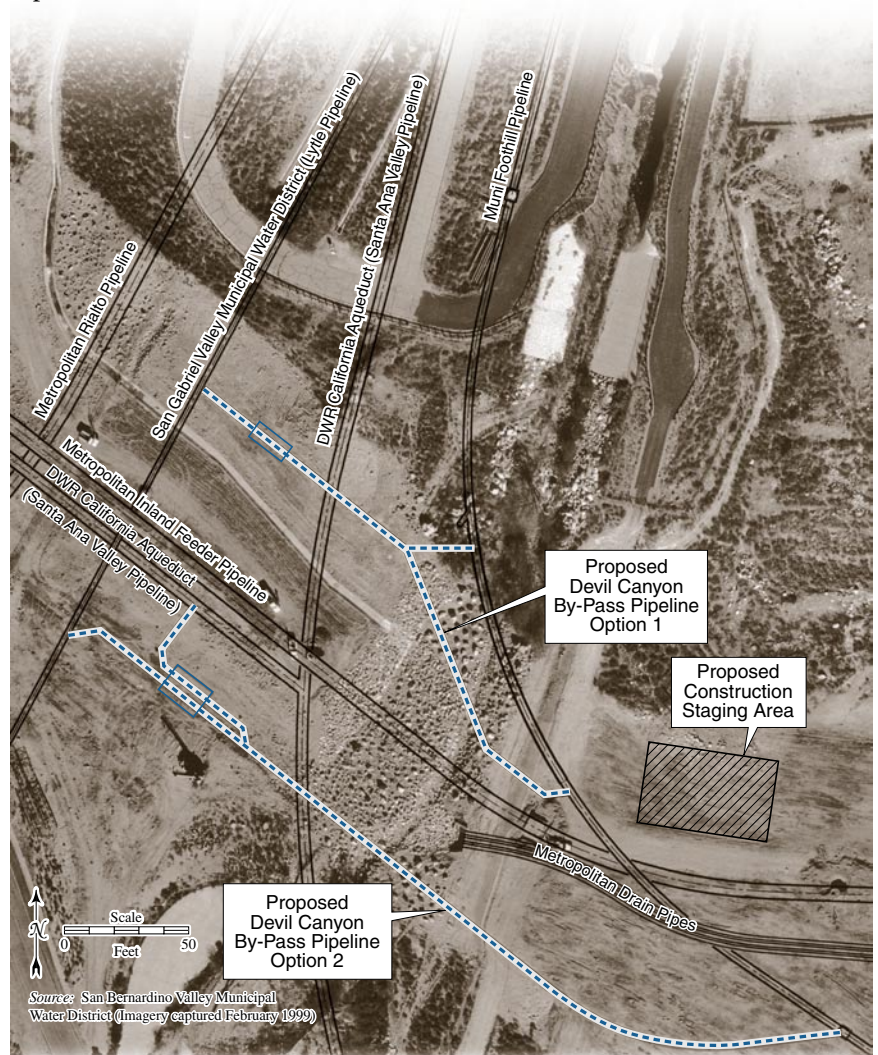 Metropolitan Rialto Pipeline
San Gabriel Valley Municipal Water District (Lytle Pipeline)
DWR California Aqueduct (Santa Ana Valley Pipeline)
Muni Foothill Pipeline
Metropolitan Inland Feeder Pipeline
DWR California Aqueduct
(Santa Ana Valley Pipeline)
Proposed
Devil Canyon
By-Pass Pipeline
Option 1
Proposed
Construction
Staging Area
Metropolitan Drain Pipes
Proposed
Devil Canyon
By-Pass Pipeline
Option 2
N
Scale
0 50
Feet
Source: San Bernardino Valley Municipal
Water District (Imagery captured February 1999)